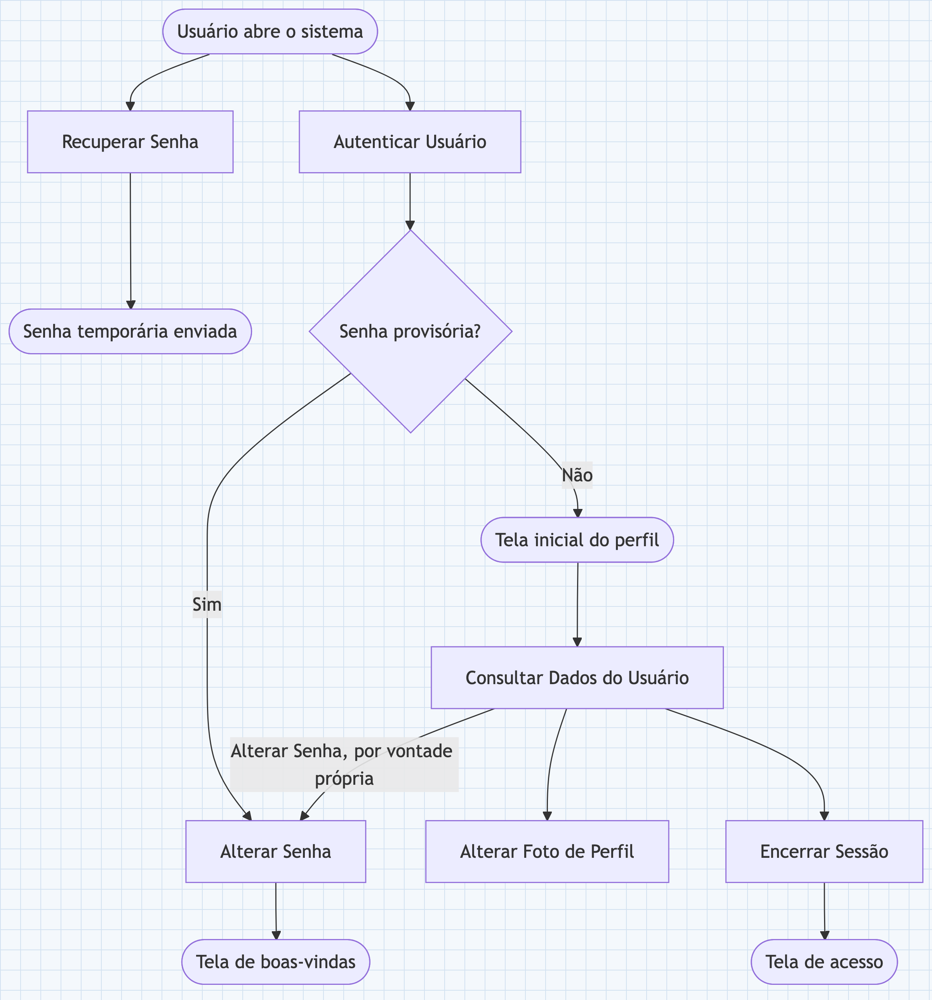 Usuário abre o sistema
Recuperar Senha
Autenticar Usuário
Senha temporária enviada
Senha provisória?
Não
Tela inicial do perfil
Sim
Consultar Dados do Usuário
Alterar Senha, por vontade
própria
Alterar Senha
Alterar Foto de Perfil
Encerrar Sessão
Tela de boas-vindas
Tela de acesso